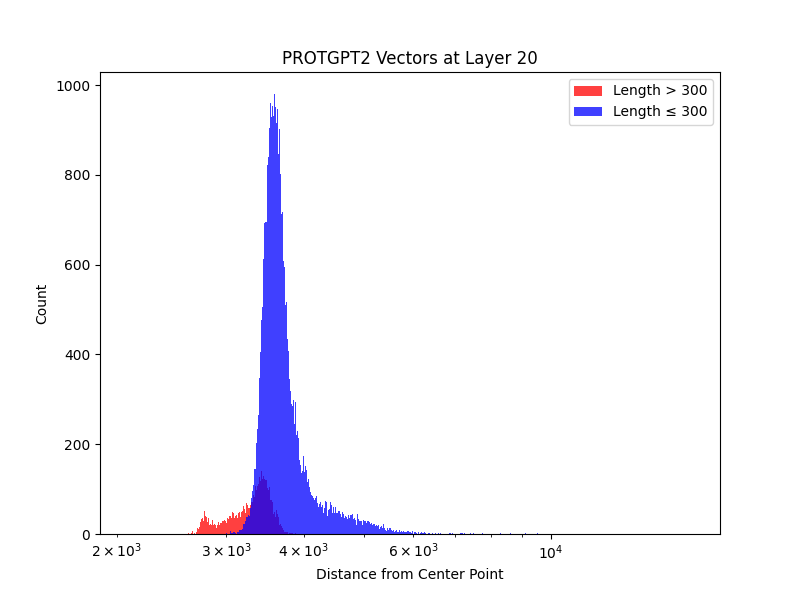 PROTGPT2 Vectors at Layer 20
Length > 300
Length ≤ 300
Count
1000
800
600
400
200
0
2 × 10³
3 × 10³
4 × 10³
6 × 10³
10⁴
Distance from Center Point